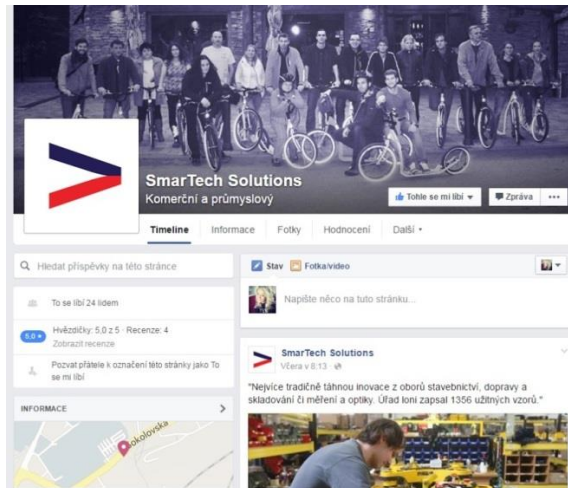 SmarTech Solutions
Komerční a průmyslový
Tohle se mi líbí
Zpráva
Timeline
Informace
Fotky
Hodnocení
Další
Hledat příspěvky na této stránce
To se líbí 24 lidem
5,0
Hvězdičky: 5,0 z 5 · Recenze: 4
Zobrazit recenze
Pozvat přátele k označení této stránky jako To
se mi líbí
INFORMACE
Sokolovská
Stav
Fotka/video
Napište něco na tuto stránku...
SmarTech Solutions
Včera v 8:13 ·
"Nejvíce tradičně táhnou inovace z oborů stavebnictví, dopravy a
skladování či měření a optiky. Úřad loni zapsal 1356 užitných vzorů."